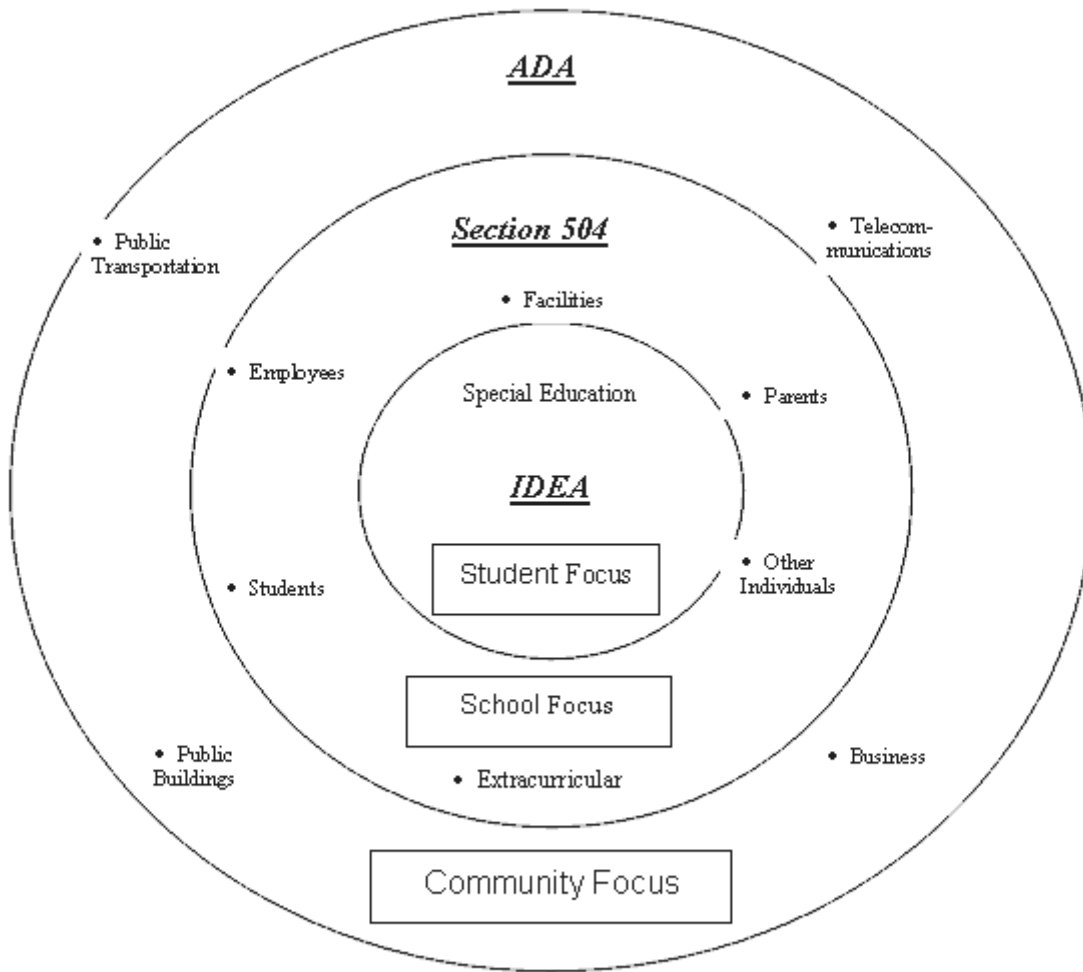 ADA
• Public
Transportation
• Telecom-
munications
Section 504
• Facilities
• Employees
Special Education
• Parents
IDEA
Student Focus
• Other
Individuals
• Students
School Focus
• Public
Buildings
• Business
• Extracurricular
Community Focus